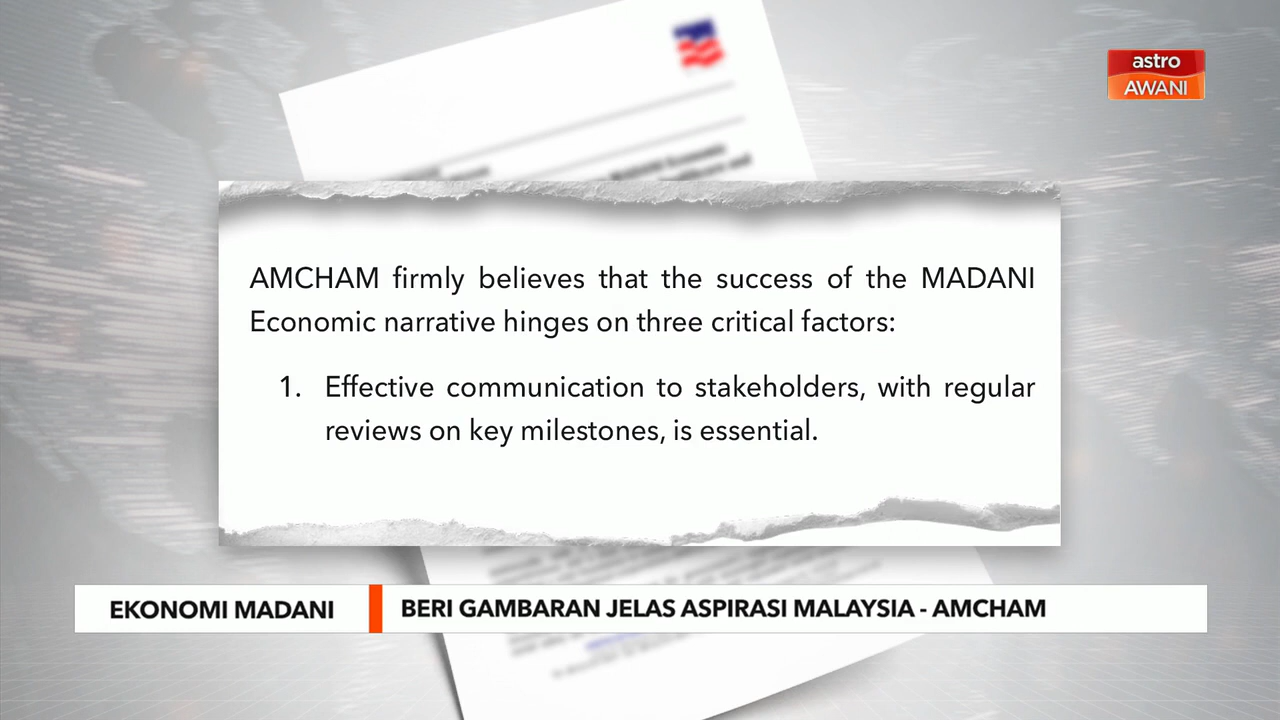 astro
AWANI
AMCHAM firmly believes that the success of the MADANI
Economic narrative hinges on three critical factors:
1. Effective communication to stakeholders, with regular
reviews on key milestones, is essential.
EKONOMI MADANI
BERI GAMBARAN JELAS ASPIRASI MALAYSIA - AMCHAM